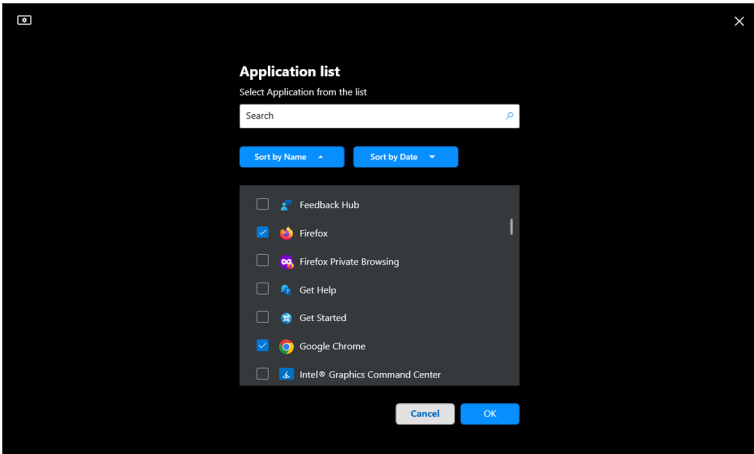 Application list
Select Application from the list
Search
Sort by Name
Sort by Date
Feedback Hub
Firefox
Firefox Private Browsing
Get Help
Get Started
Google Chrome
Intel® Graphics Command Center
Cancel
OK